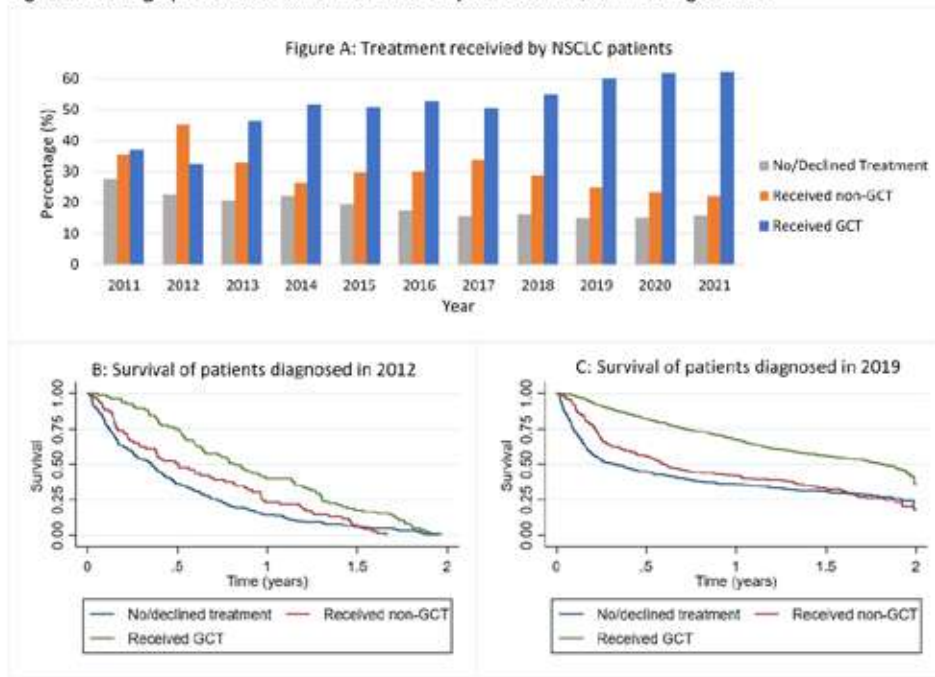 Figure A: Treatment receivied by NSCLC patients
60
50
40
30
20
10
0
Percentage (%)
2011 2012 2013 2014 2015 2016 2017 2018 2019 2020 2021
Year
No/Declined Treatment
Received non-GCT
Received GCT
B: Survival of patients diagnosed in 2012
Survival
1.00
0.75
0.50
0.25
0.00
0 .5 1 1.5 2
Time (years)
No/declined treatment Received non-GCT
Received GCT
C: Survival of patients diagnosed in 2019
Survival
1.00
0.75
0.50
0.25
0.00
0 .5 1 1.5 2
Time (years)
No/declined treatment Received non-GCT
Received GCT